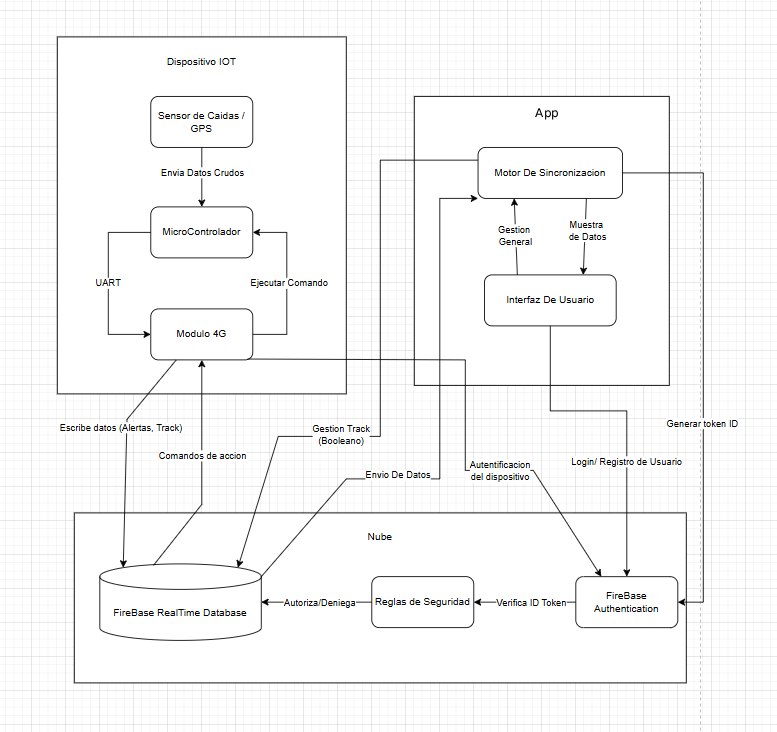 Dispositivo IOT
Sensor de Caidas /
GPS
Envia Datos Crudos
MicroControlador
UART
Ejecutar Comando
Modulo 4G
App
Motor De Sincronizacion
Gestion
General
Muestra
de Datos
Interfaz De Usuario
Escribe datos (Alertas, Track)
Comandos de accion
Gestion Track
(Booleano)
Envio De Datos
Autentificacion
del dispositivo
Login/ Registro de Usuario
Generar token ID
Nube
FireBase RealTime Database
Autoriza/Deniega
Reglas de Seguridad
Verifica ID Token
FireBase
Authentication